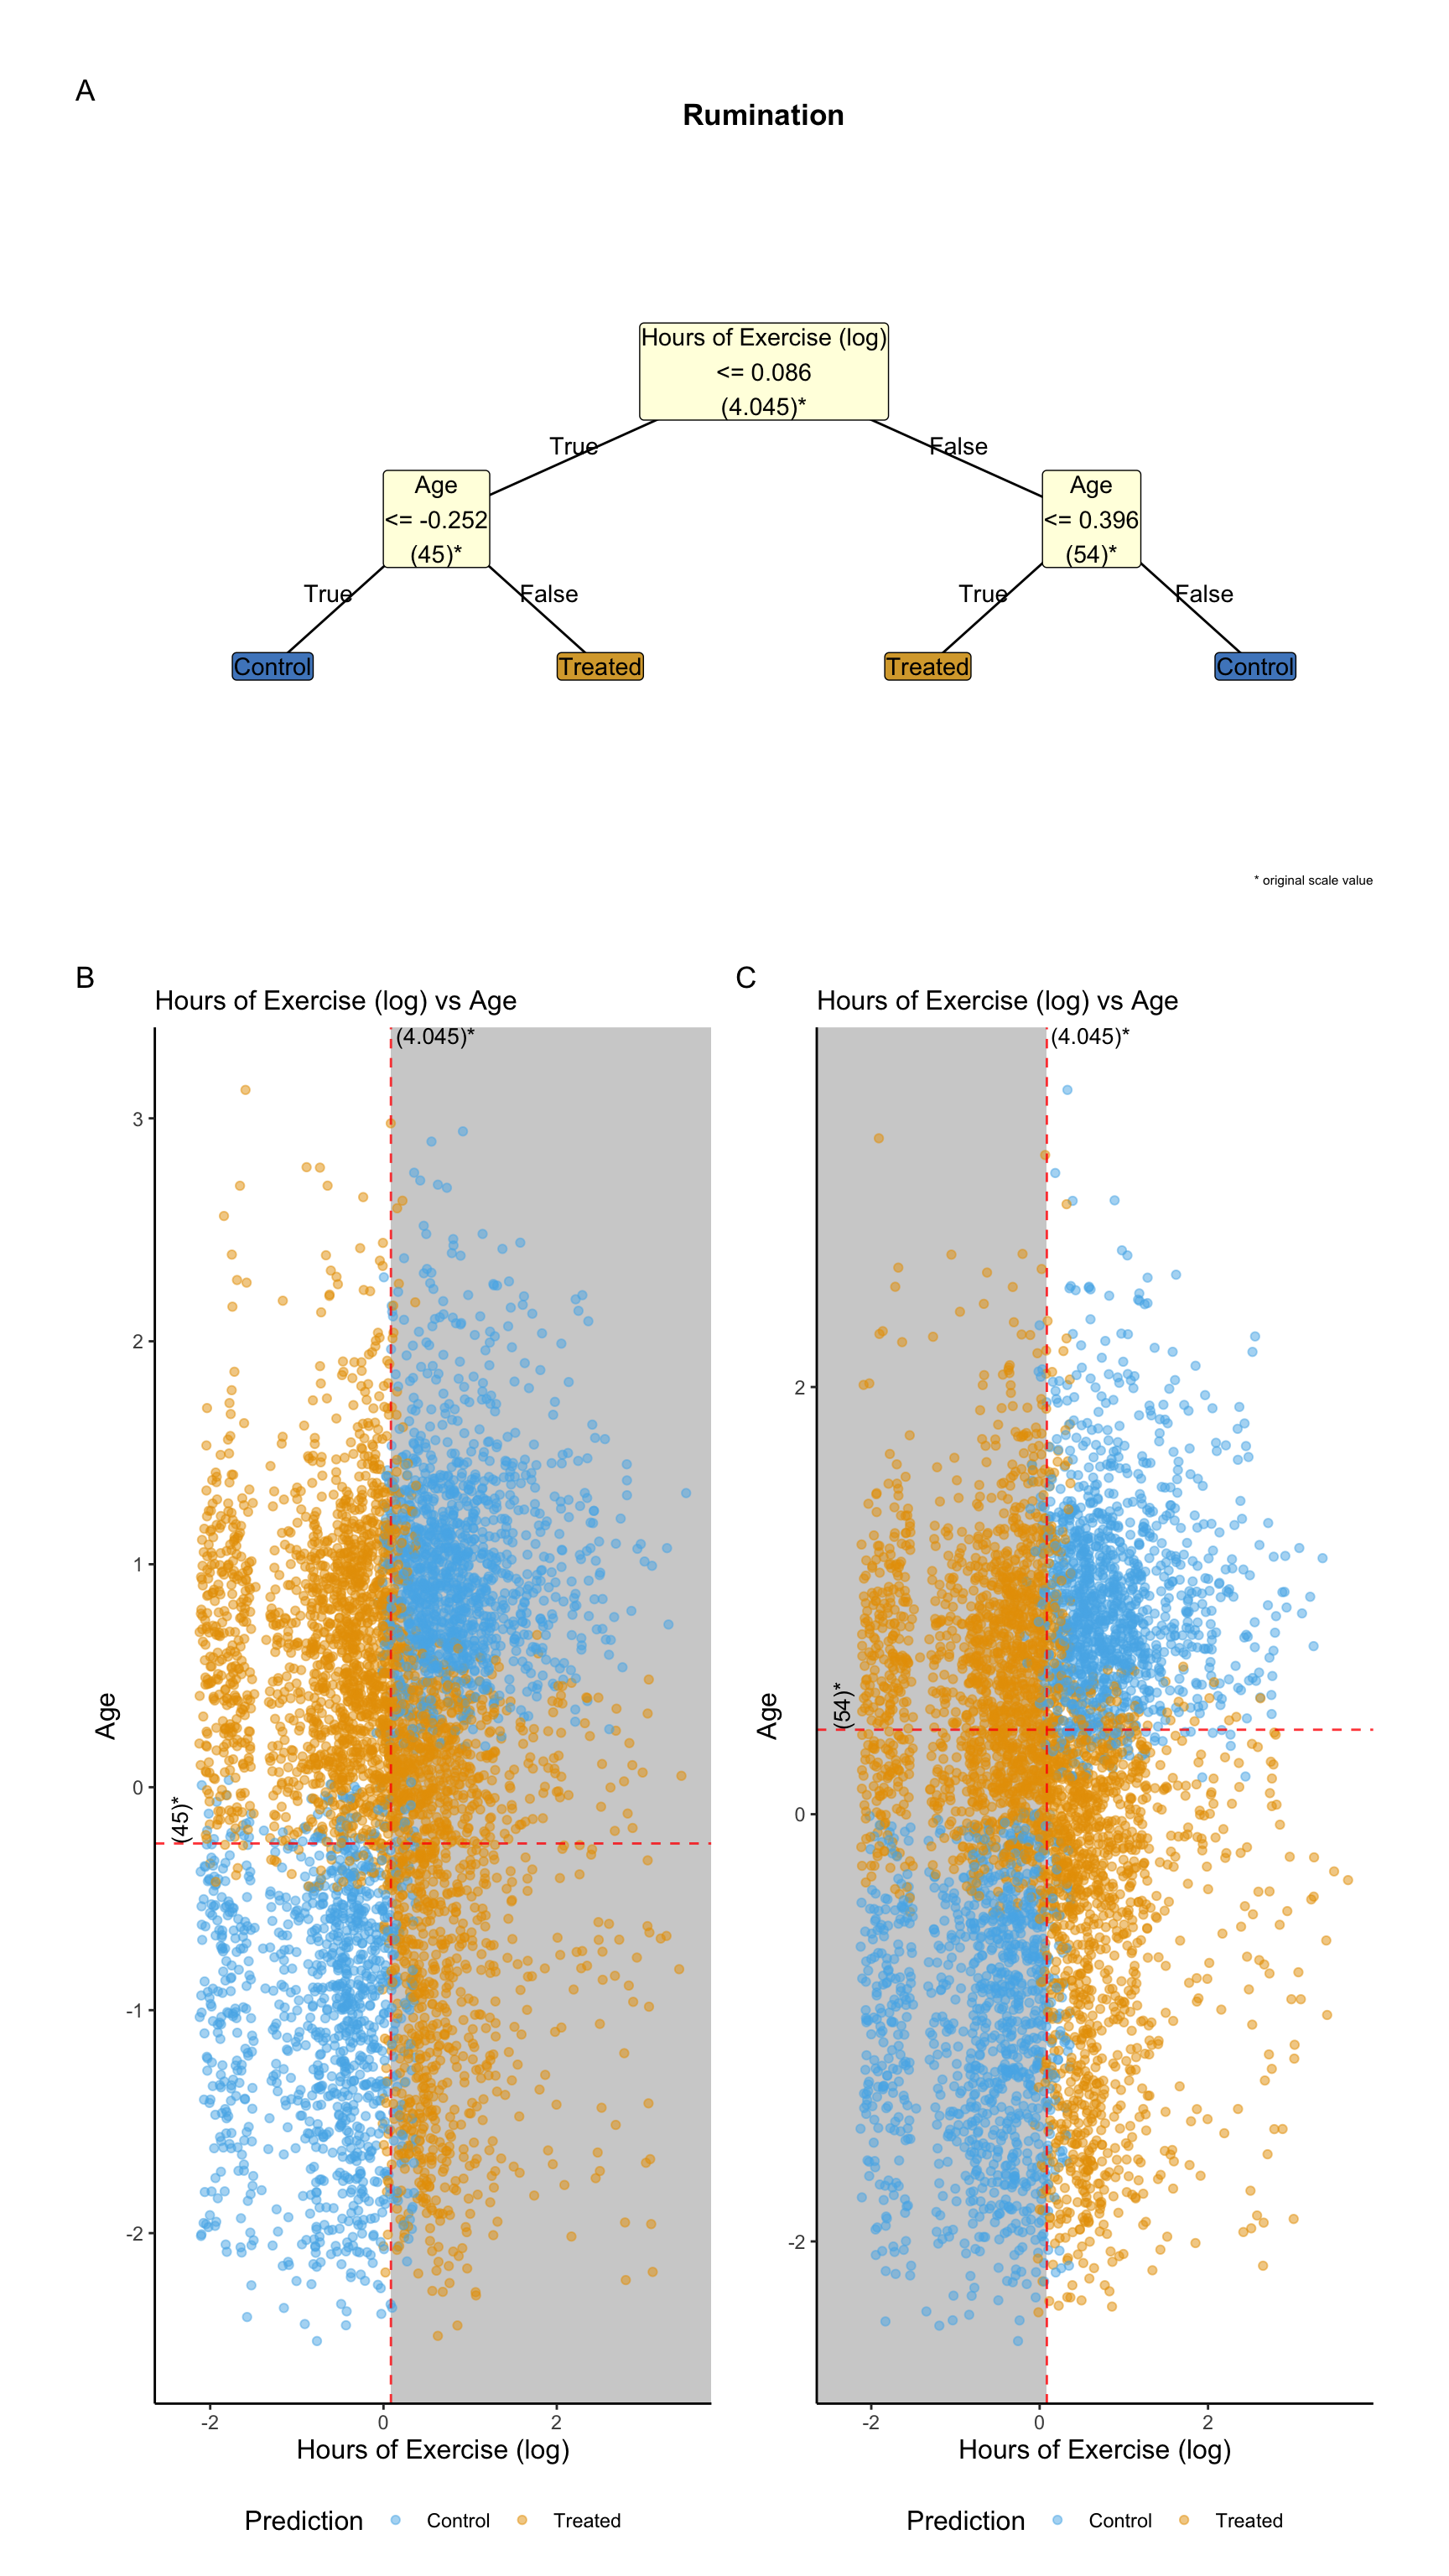 A
Rumination
Hours of Exercise (log)
<= 0.086
(4.045)*
True
False
Age
<= -0.252
(45)*
Age
<= 0.396
(54)*
True
False
True
False
Control
Treated
Treated
Control
* original scale value
B
Hours of Exercise (log) vs Age
(4.045)*
3
2
1
0
-1
-2
(45)*
Age
-2
0
2
Hours of Exercise (log)
Prediction
Control
Treated
C
Hours of Exercise (log) vs Age
(4.045)*
2
0
-2
(54)*
Age
-2
0
2
Hours of Exercise (log)
Prediction
Control
Treated